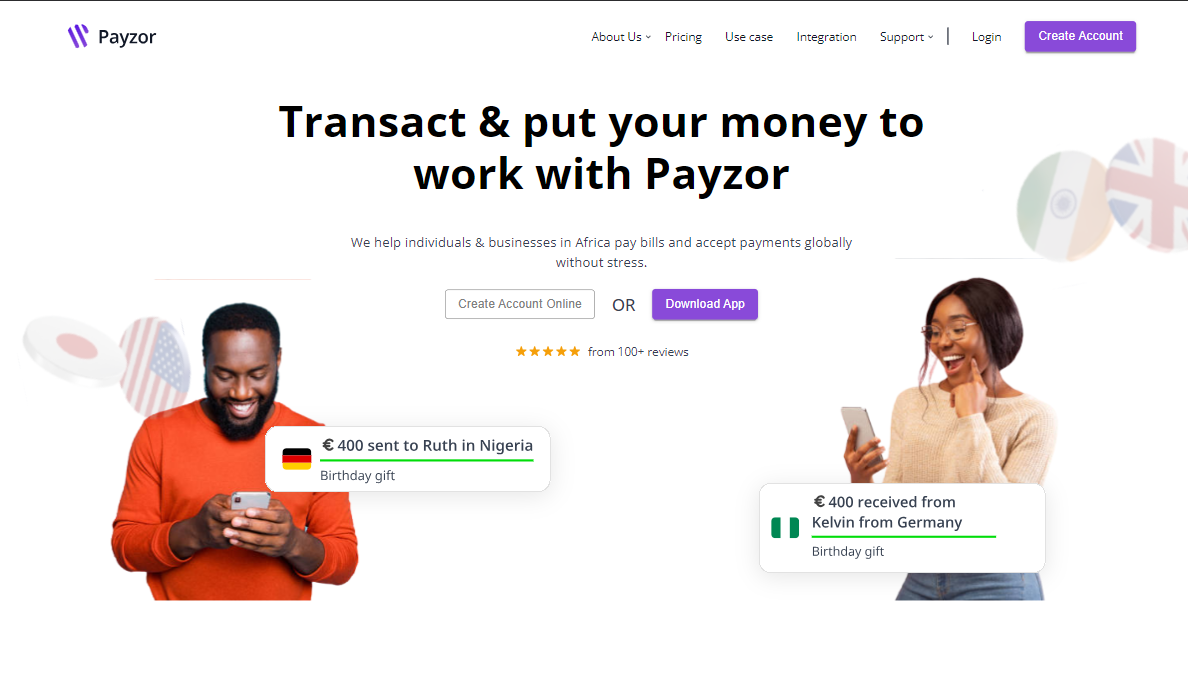 Payzor
About Us
Pricing
Use case
Integration
Support
Login
Create Account
Transact & put your money to
work with Payzor
We help individuals & businesses in Africa pay bills and accept payments globally
without stress.
Create Account Online
OR
Download App
from 100+ reviews
€ 400 sent to Ruth in Nigeria
Birthday gift
€ 400 received from
Kelvin from Germany
Birthday gift